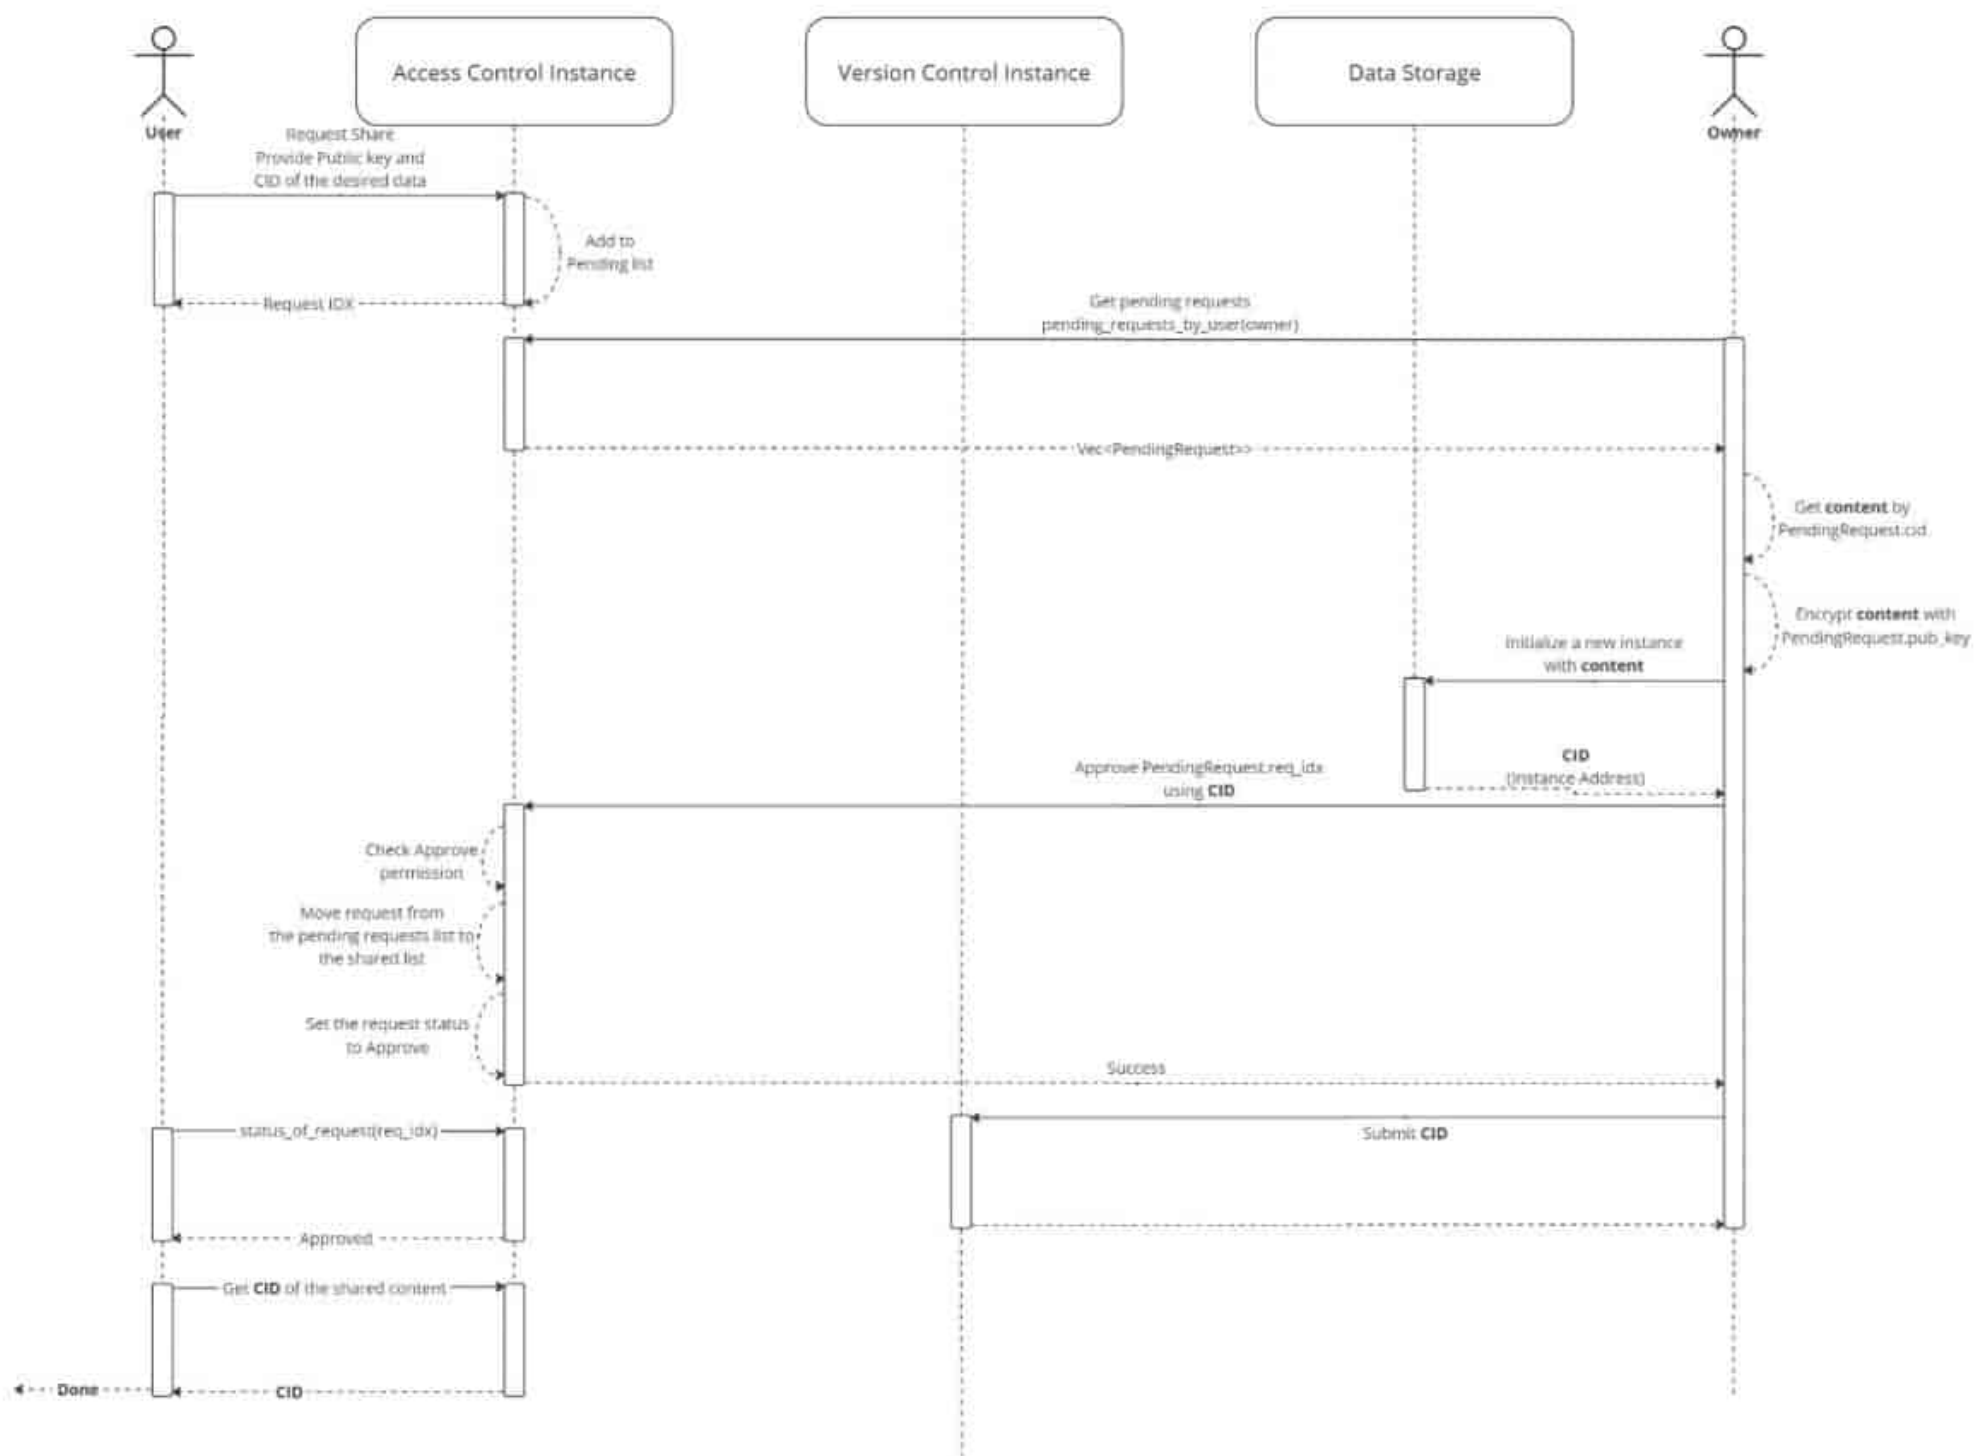 Access Control Instance
Version Control Instance
Data Storage
User
Owner
Request Share
Provide Public key and
CID of the desired data
Add to
Pending list
Request IDX
Get pending requests
pending_requests_by_user(owner)
Vec<PendingRequest>>
Get content by
PendingRequest.cid
Encrypt content with
PendingRequest.pub_key
Initialize a new instance
with content
CID
(Instance Address)
Approve PendingRequest.req_idx
using CID
Check Approve
permission
Move request from
the pending requests list to
the shared list
Set the request status
to Approve
Success
status_of_request(req_idx)
Submit CID
Approved
Get CID of the shared content
Done
CID